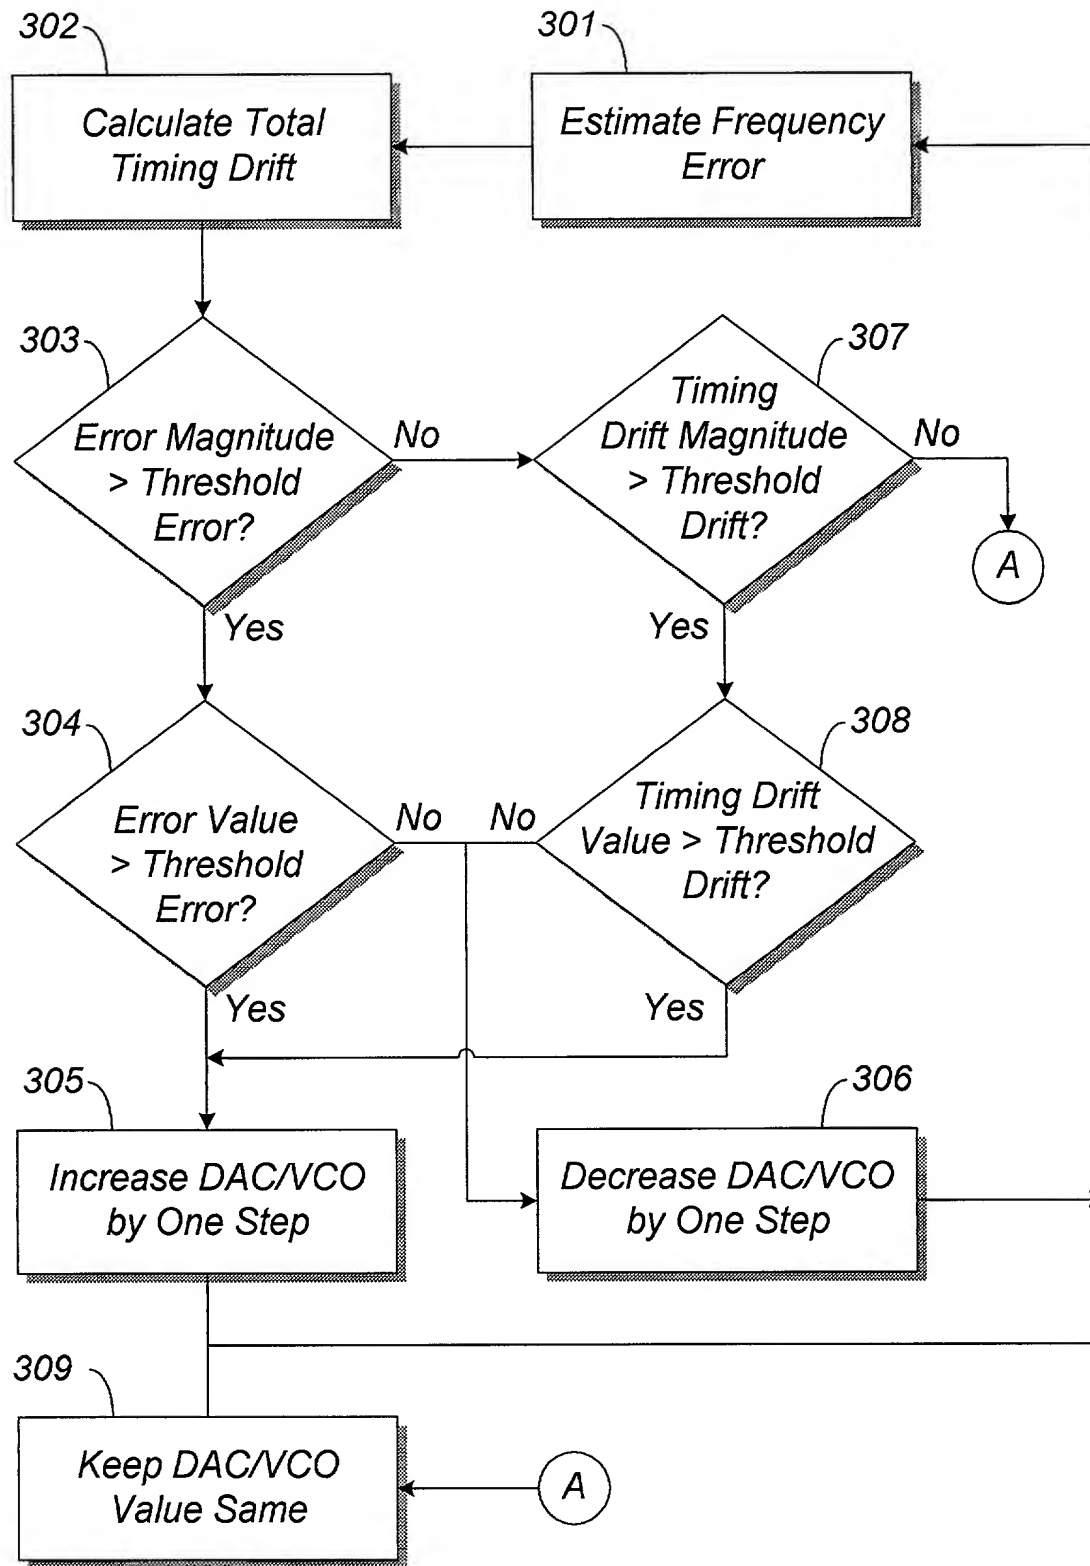 302
301
Calculate Total
Timing Drift
Estimate Frequency
Error
303
307
Error Magnitude
> Threshold
Error?
No
Timing
Drift Magnitude
> Threshold
Drift?
No
A
Yes
Yes
304
308
Error Value
> Threshold
Error?
No
No
Timing Drift
Value > Threshold
Drift?
Yes
Yes
305
306
Increase DAC/VCO
by One Step
Decrease DAC/VCO
by One Step
309
Keep DAC/VCO
Value Same
A